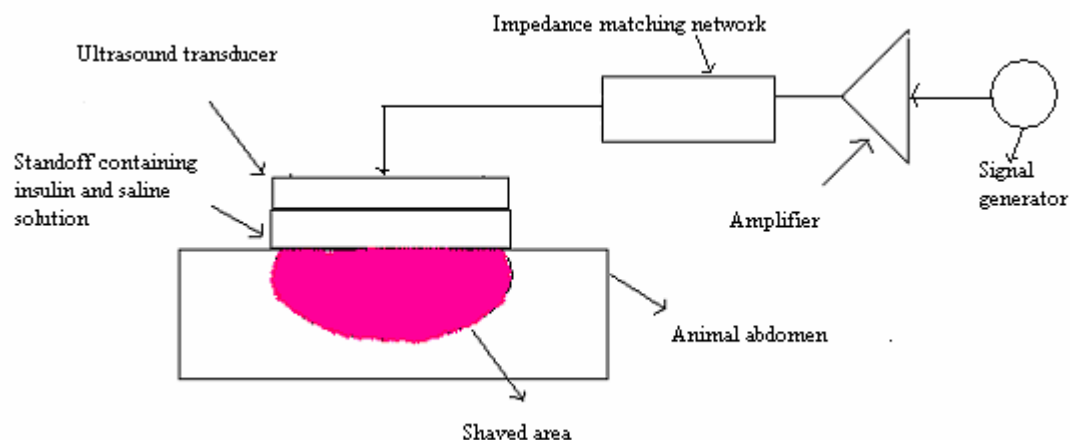 Impedance matching network
Ultrasound transducer
Standoff containing
insulin and saline
solution
Signal
generator
Amplifier
Animal abdomen
Shaved area